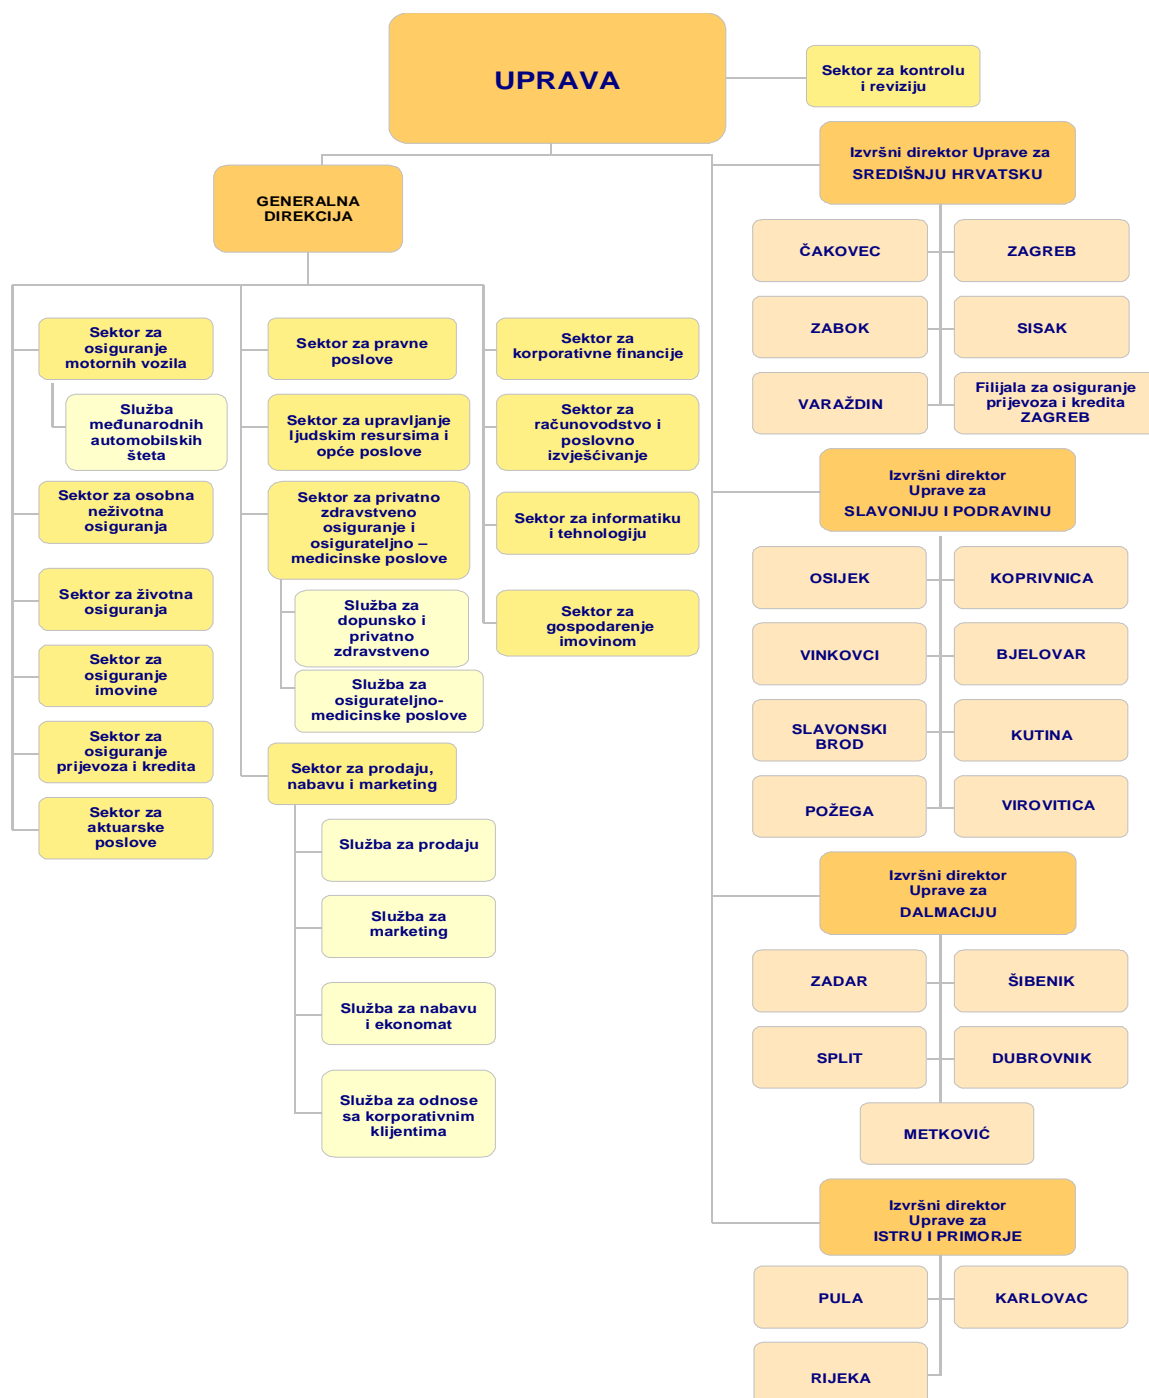 UPRAVA
Sektor za kontrolu
i reviziju
GENERALNA
DIREKCIJA
Sektor za
osiguranje
motornih vozila
Služba
međunarodnih
automobilskih
šteta
Sektor za osobna
neživotna
osiguranja
Sektor za životna
osiguranja
Sektor za
osiguranje
imovine
Sektor za
osiguranje
prijevoza i kredita
Sektor za
aktuarske
poslove
Sektor za pravne
poslove
Sektor za upravljanje
ljudskim resursima i
opće poslove
Sektor za privatno
zdravstveno
osiguranje i
osigurateljno –
medicinske poslove
Služba za
dopunsko i
privatno
zdravstveno
Služba za
osigurateljno-
medicinske poslove
Sektor za prodaju,
nabavu i marketing
Služba za prodaju
Služba za
marketing
Služba za nabavu
i ekonomat
Služba za odnose
sa korporativnim
klijentima
Sektor za
korporativne financije
Sektor za
računovodstvo i
poslovno
izvješćivanje
Sektor za informatiku
i tehnologiju
Sektor za
gospodarenje
imovinom
Izvršni direktor Uprave za
SREDIŠNJU HRVATSKU
ČAKOVEC
ZAGREB
ZABOK
SISAK
VARAŽDIN
Filijala za osiguranje
prijevoza i kredita
ZAGREB
Izvršni direktor
Uprave za
SLAVONIJU I PODRAVINU
OSIJEK
KOPRIVNICA
VINKOVCI
BJELOVAR
SLAVONSKI
BROD
KUTINA
POŽEGA
VIROVITICA
Izvršni direktor
Uprave za
DALMACIJU
ZADAR
ŠIBENIK
SPLIT
DUBROVNIK
METKOVIĆ
Izvršni direktor
Uprave za
ISTRU I PRIMORJE
PULA
KARLOVAC
RIJEKA